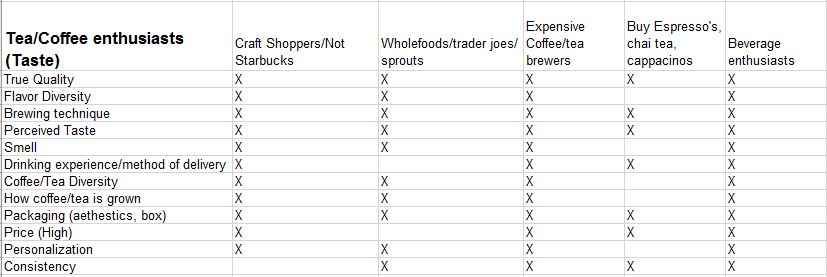 Tea/Coffee enthusiasts (Taste) Craft Shoppers/Not Starbucks Wholefoods/trader joes/ sprouts Expensive Coffee/tea brewers Buy Espresso's, chai tea, cappacinos Beverage enthusiasts
True Quality X X X X X
Flavor Diversity X X X X
Brewing technique X X X X X
Perceived Taste X X X X X
Smell X X X X
Drinking experience/method of delivery X X X X
Coffee/Tea Diversity X X X X
How coffee/tea is grown X X X X
Packaging (aethestics, box) X X X X X
Price (High) X X X X
Personalization X X X X
Consistency X X X X